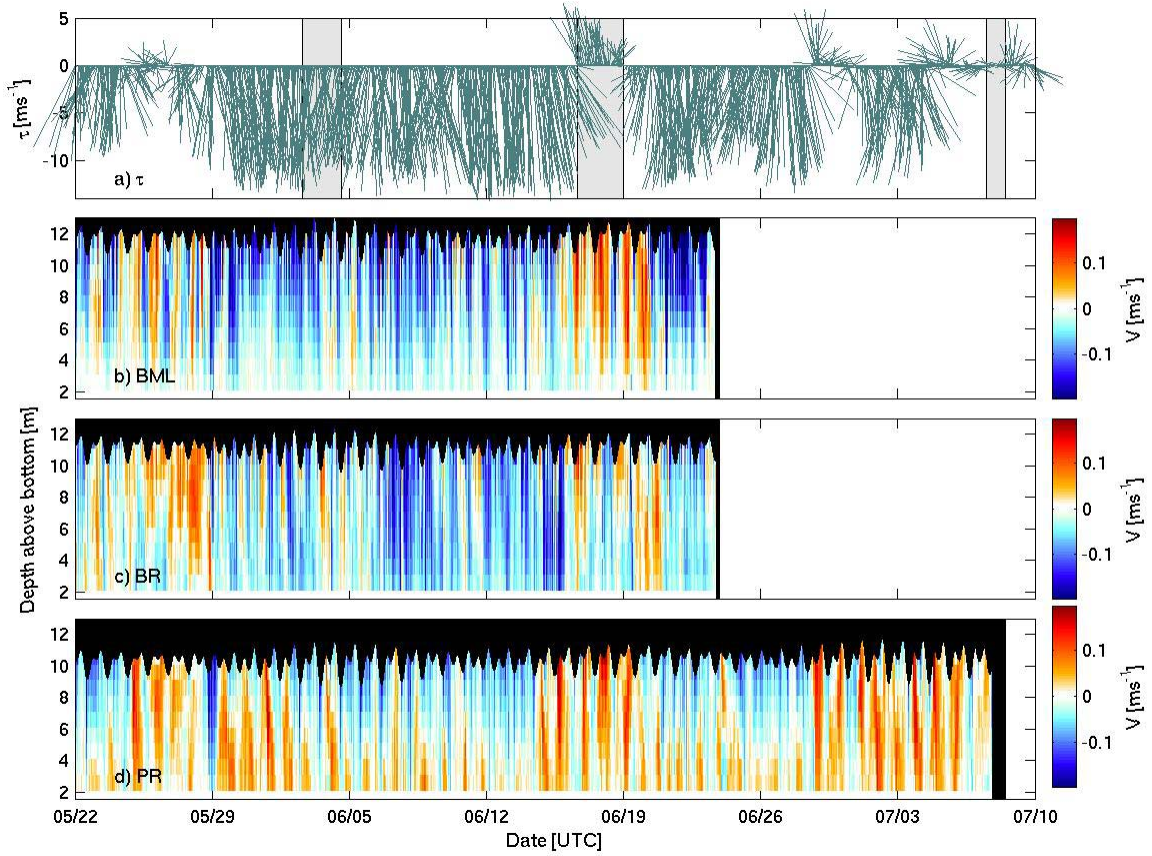 5
0
-5
-10
τ [ms⁻¹]
a) τ
12
10
8
6
4
2
b) BML
0.1
0
-0.1
V [ms⁻¹]
12
10
8
6
4
2
c) BR
Depth above bottom [m]
0.1
0
-0.1
V [ms⁻¹]
12
10
8
6
4
2
d) PR
0.1
0
-0.1
V [ms⁻¹]
05/22 05/29 06/05 06/12 06/19 06/26 07/03 07/10
Date [UTC]